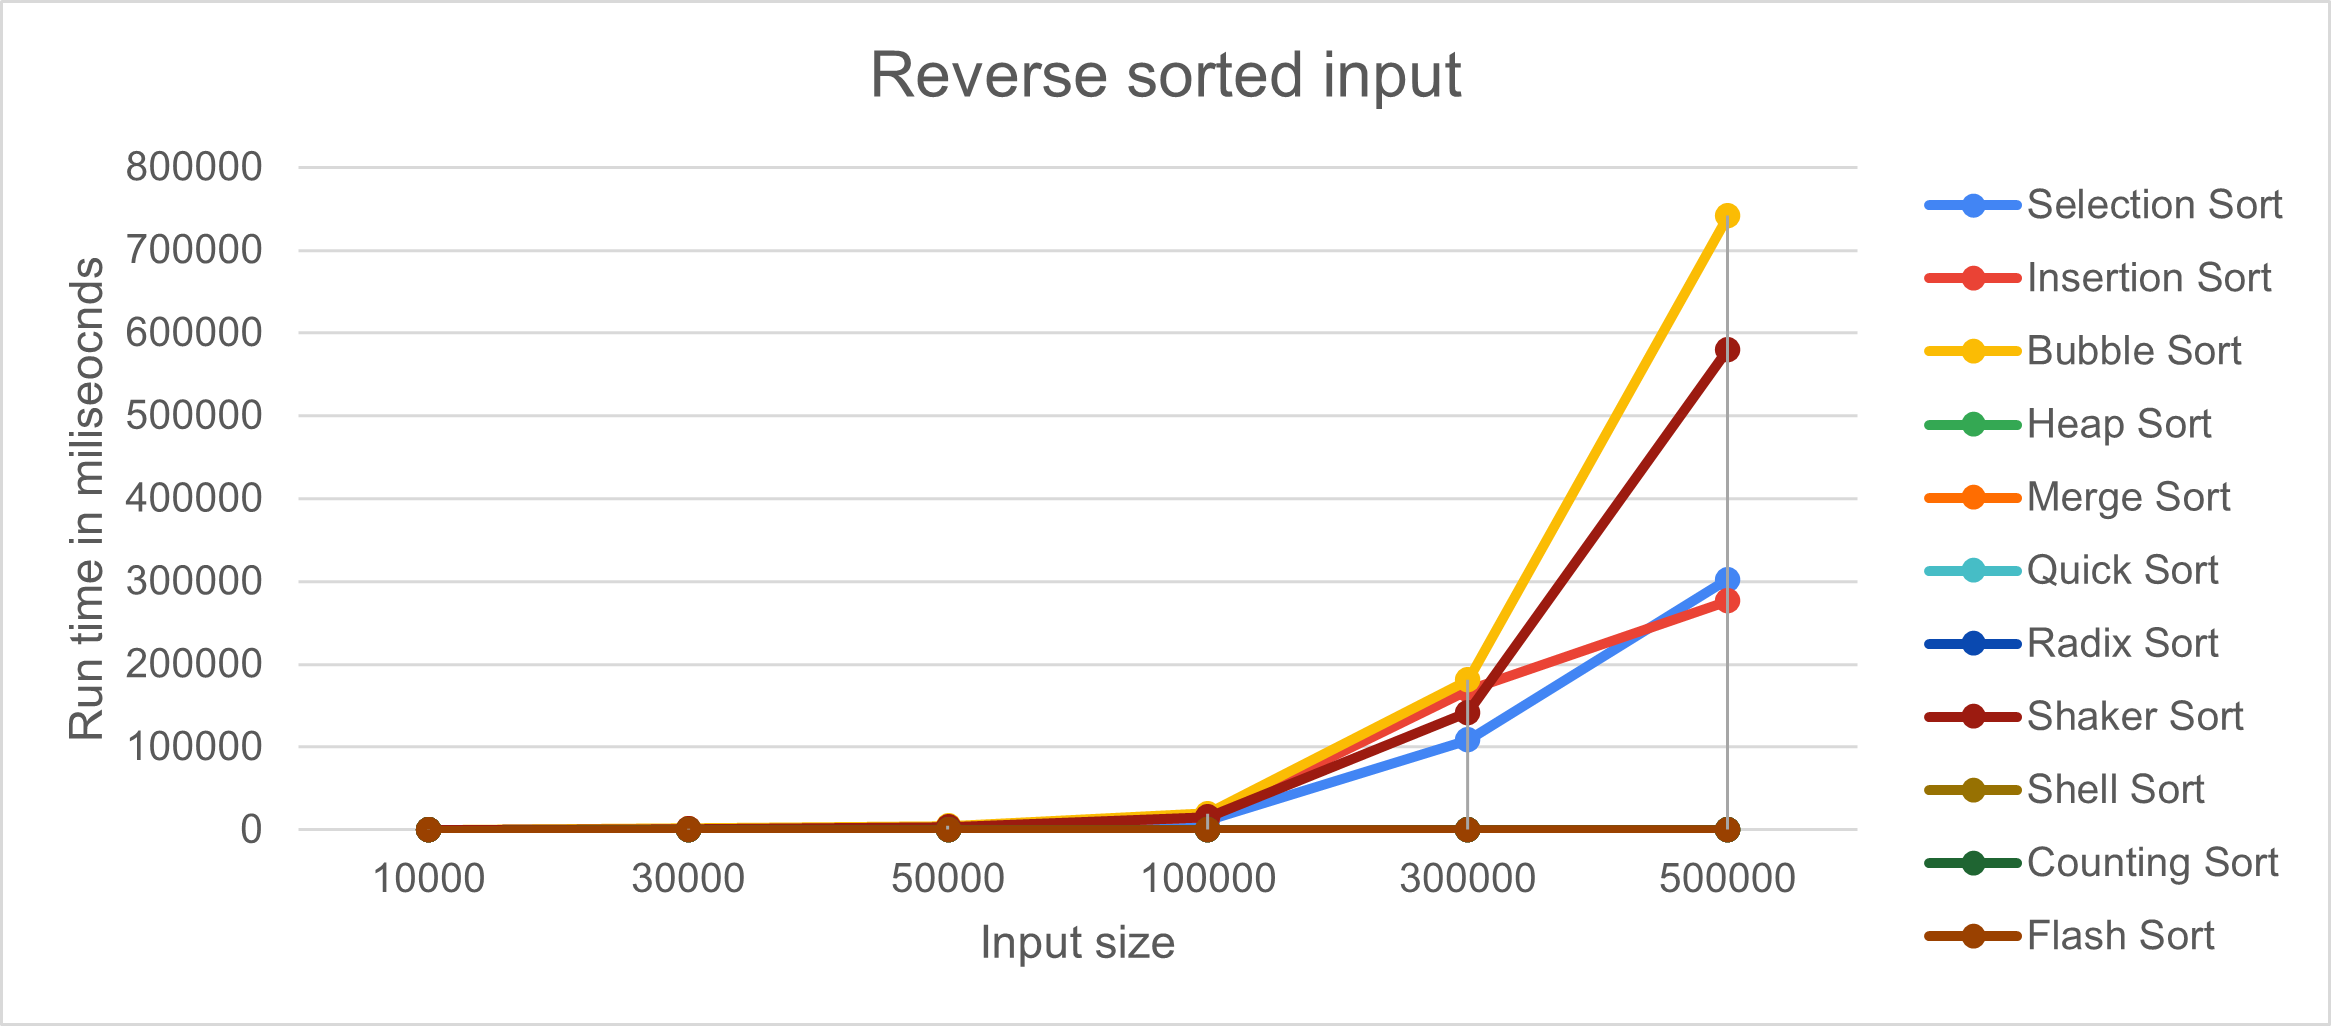 Reverse sorted input
Run time in miliseocnds
800000
700000
600000
500000
400000
300000
200000
100000
0
10000 30000 50000 100000 300000 500000
Input size
Selection Sort
Insertion Sort
Bubble Sort
Heap Sort
Merge Sort
Quick Sort
Radix Sort
Shaker Sort
Shell Sort
Counting Sort
Flash Sort